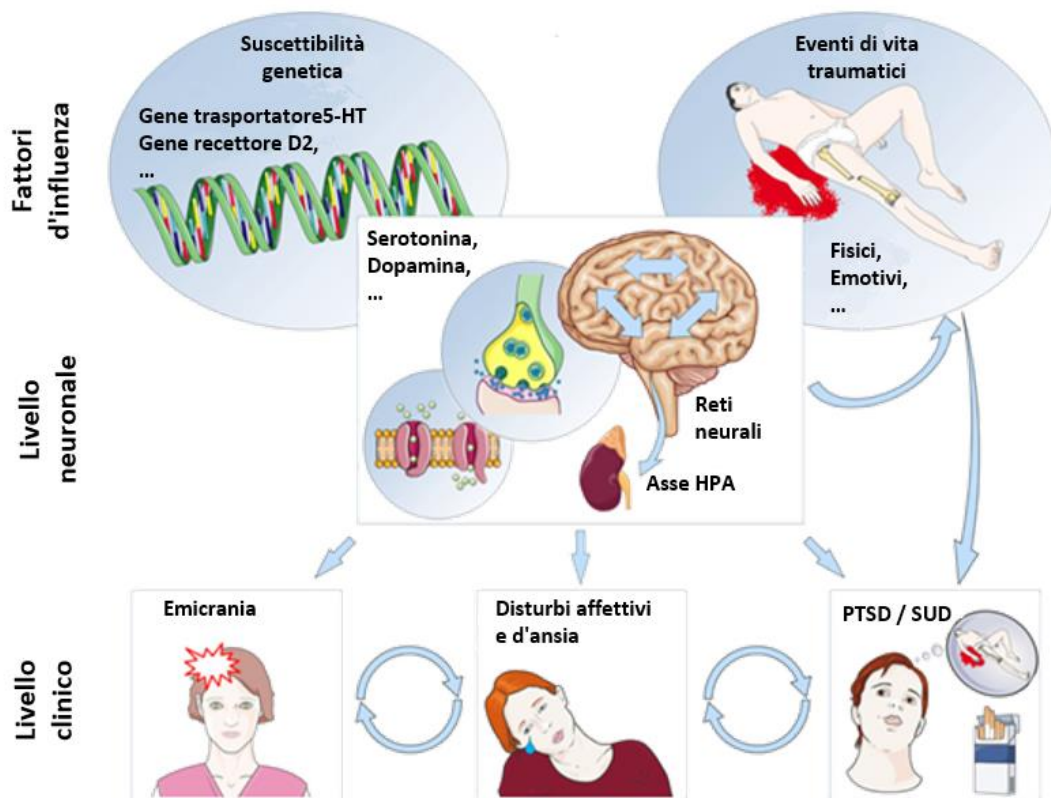 Fattori
d'influenza
Suscettibilità
genetica
Gene trasportatore5-HT
Gene recettore D2,
...
Eventi di vita
traumatici
Fisici,
Emotivi,
...
Livello
neuronale
Serotonina,
Dopamina,
...
Reti
neurali
Asse HPA
Livello
clinico
Emicrania
Disturbi affettivi
e d'ansia
PTSD / SUD